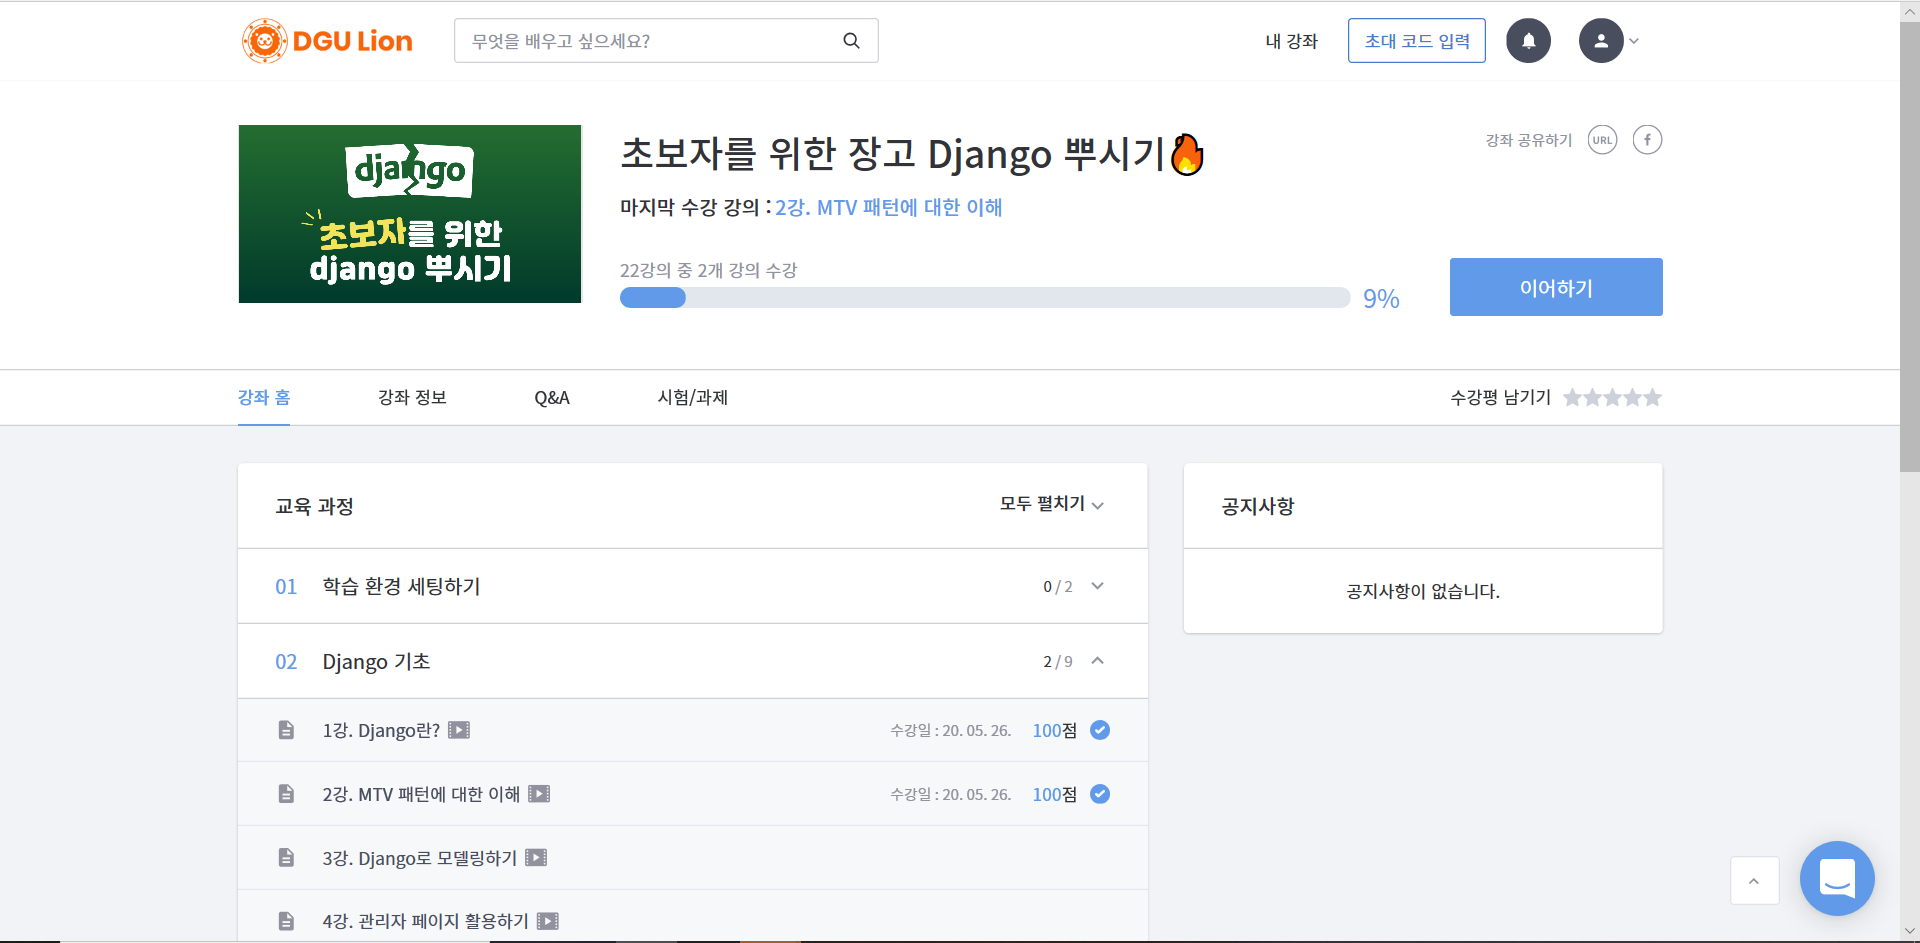 DGU Lion
무엇을 배우고 싶으세요?
내 강좌
초대 코드 입력
django
초보자를 위한
django 뿌시기
초보자를 위한 장고 Django 뿌시기🔥
강좌 공유하기 URL f
마지막 수강 강의 : 2강. MTV 패턴에 대한 이해
22강의 중 2개 강의 수강
9%
이어하기
강좌 홈 강좌 정보 Q&A 시험/과제
수강평 남기기
교육 과정
모두 펼치기
01 학습 환경 세팅하기 0 / 2
02 Django 기초 2 / 9
1강. Django란? 수강일 : 20. 05. 26. 100점
2강. MTV 패턴에 대한 이해 수강일 : 20. 05. 26. 100점
3강. Django로 모델링하기
4강. 관리자 페이지 활용하기
공지사항
공지사항이 없습니다.